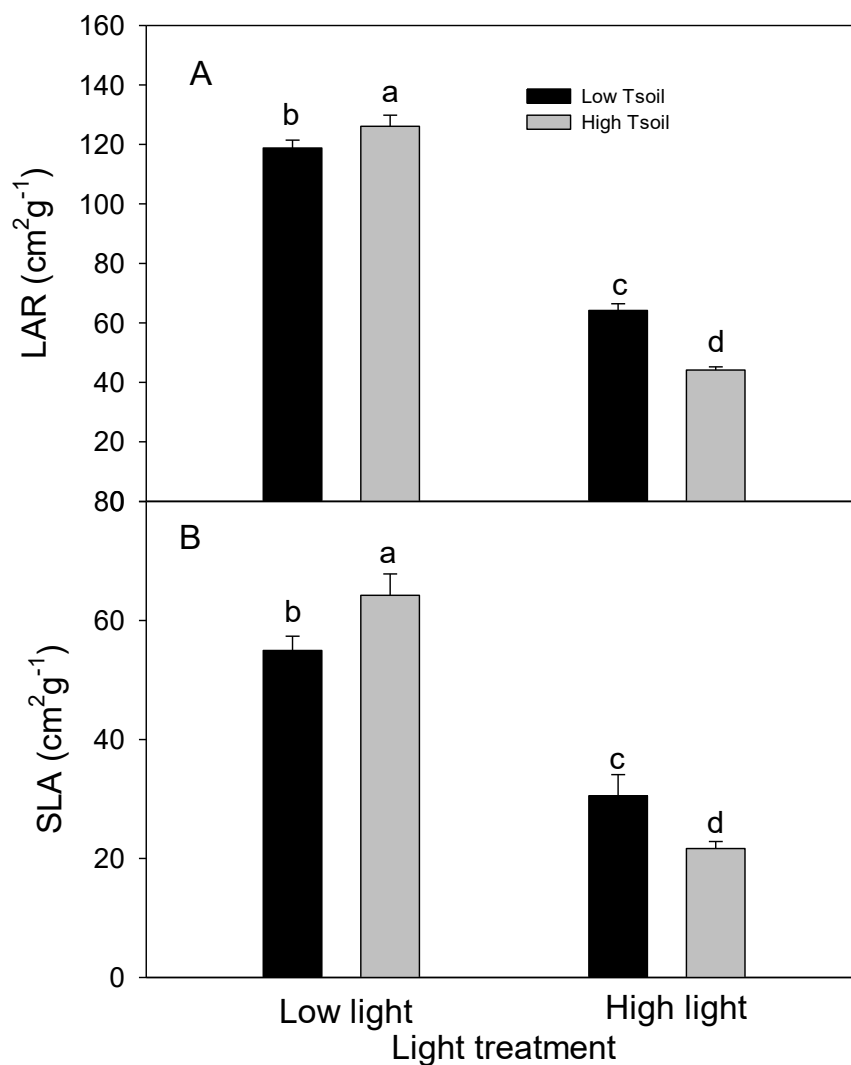 160
A
a
Low Tsoil
140
b
High Tsoil
120
100
LAR (cm²g⁻¹)
80
c
60
d
40
20
0
80
B
a
b
60
SLA (cm²g⁻¹)
40
c
d
20
0
Low light High light
Light treatment